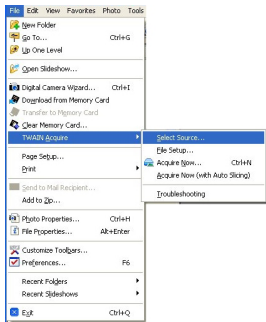 File Edit View Favorites Photo Tools
New Folder
Go To... Ctrl+G
Up One Level
Open Slideshow...
Digital Camera Wizard... Ctrl+I
Download from Memory Card
Transfer to Memory Card
Clear Memory Card...
TWAIN Acquire
Select Source...
File Setup...
Acquire Now... Ctrl+N
Acquire Now (with Auto Slicing)
Troubleshooting
Page Setup...
Print
Send to Mail Recipient...
Add to Zip...
Photo Properties... Ctrl+H
File Properties... Alt+Enter
Customize Toolbars...
Preferences... F6
Recent Folders
Recent Slideshows
Exit Ctrl+Q